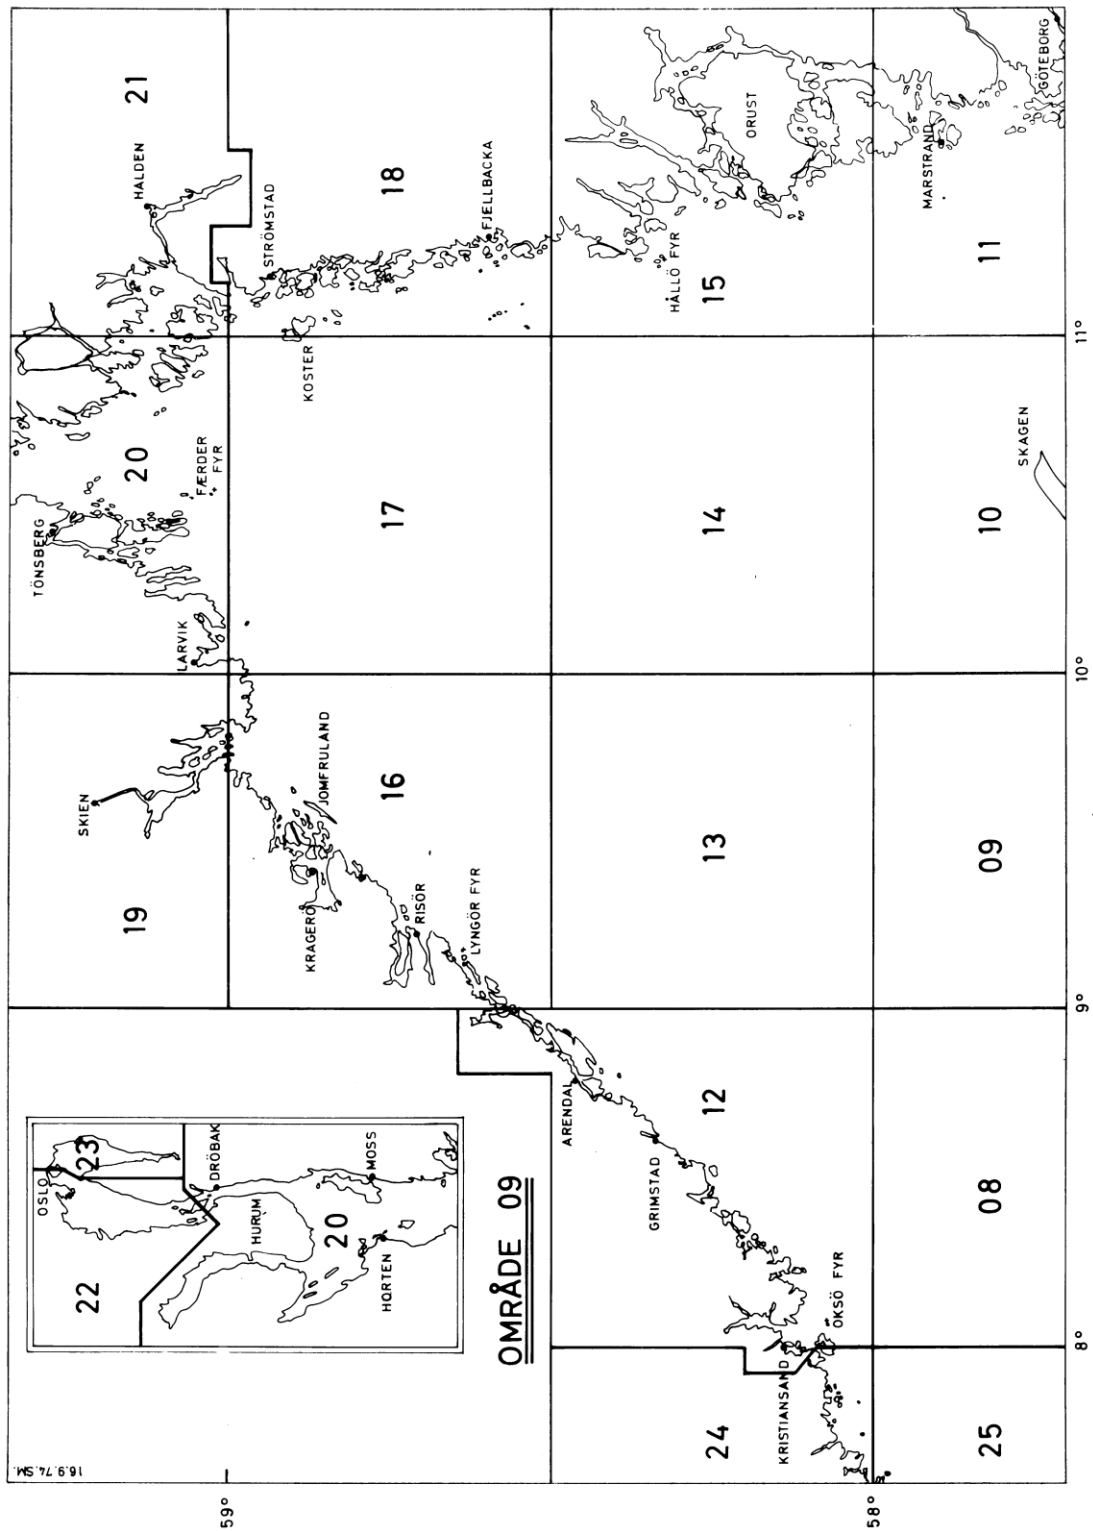 OMRÅDE 09
16.9.74.SM.
59°
58°
8°
9°
10°
11°
OSLO
22
23
DRÖBAK
HURUM
20
MOSS
HORTEN
19
SKIEN
LARVIK
TÖNSBERG
20
FÆRDER
FYR
HALDEN
21
KRAGERÖ
JOMFRULAND
RISÖR
LYNGÖR FYR
16
17
KOSTER
STRÖMSTAD
18
FJELLBACKA
ARENDAL
12
GRIMSTAD
24
KRISTIANSAND
OKSÖ FYR
13
14
HÅLLÖ FYR
15
ORUST
25
08
09
10
SKAGEN
11
MARSTRAND
GÖTEBORG